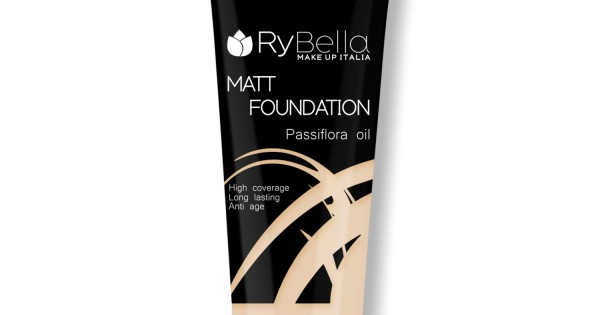 RyBella
MAKE UP ITALIA
MATT
FOUNDATION
Passiflora oil
High coverage
Long lasting
Anti age